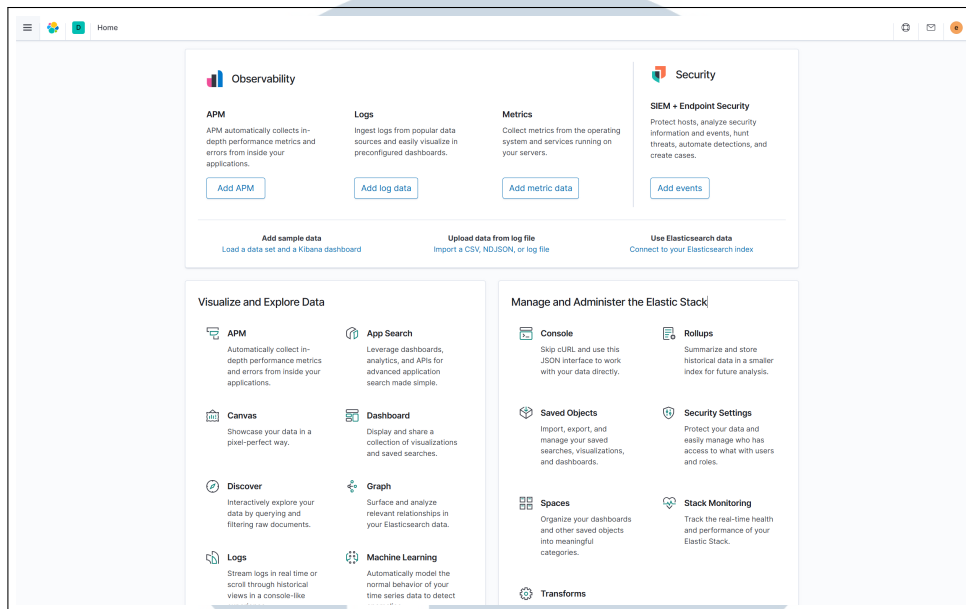 D Home e
Observability
APM
APM automatically collects in-
depth performance metrics and
errors from inside your
applications.
Add APM
Logs
Ingest logs from popular data
sources and easily visualize in
preconfigured dashboards.
Add log data
Metrics
Collect metrics from the operating
system and services running on
your servers.
Add metric data
Security
SIEM + Endpoint Security
Protect hosts, analyze security
information and events, hunt
threats, automate detections, and
create cases.
Add events
Add sample data
Load a data set and a Kibana dashboard
Upload data from log file
Import a CSV, NDJSON, or log file
Use Elasticsearch data
Connect to your Elasticsearch index
Visualize and Explore Data
APM
Automatically collect in-
depth performance metrics
and errors from inside your
applications.
App Search
Leverage dashboards,
analytics, and APIs for
advanced application
search made simple.
Canvas
Showcase your data in a
pixel-perfect way.
Dashboard
Display and share a
collection of visualizations
and saved searches.
Discover
Interactively explore your
data by querying and
filtering raw documents.
Graph
Surface and analyze
relevant relationships in
your Elasticsearch data.
Logs
Stream logs in real time or
scroll through historical
views in a console-like
Machine Learning
Automatically model the
normal behavior of your
time series data to detect
Manage and Administer the Elastic Stack
Console
Skip cURL and use this
JSON interface to work
with your data directly.
Rollups
Summarize and store
historical data in a smaller
index for future analysis.
Saved Objects
Import, export, and
manage your saved
searches, visualizations,
and dashboards.
Security Settings
Protect your data and
easily manage who has
access to what with users
and roles.
Spaces
Organize your dashboards
and other saved objects
into meaningful
categories.
Stack Monitoring
Track the real-time health
and performance of your
Elastic Stack.
Transforms